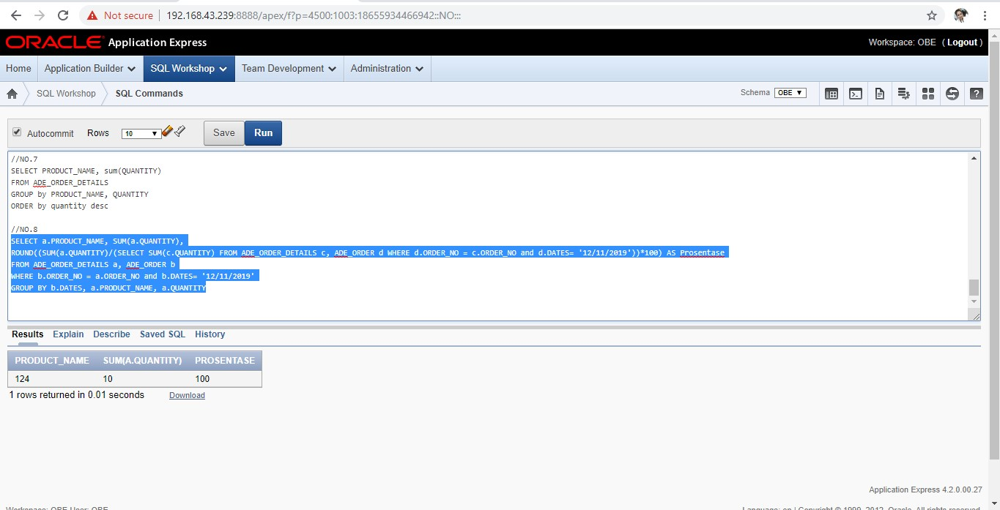 Not secure
192.168.43.239:8888/apex/f?p=4500:1003:18655934466942::NO:::
ORACLE Application Express
Workspace: OBE ( Logout )
Home Application Builder SQL Workshop Team Development Administration
SQL Workshop SQL Commands
Schema OBE
Autocommit Rows 10 Save Run
//NO.7
SELECT PRODUCT_NAME, sum(QUANTITY)
FROM ADE_ORDER_DETAILS
GROUP by PRODUCT_NAME, QUANTITY
ORDER by quantity desc
//NO.8
SELECT a.PRODUCT_NAME, SUM(a.QUANTITY),
ROUND((SUM(a.QUANTITY)/(SELECT SUM(c.QUANTITY) FROM ADE_ORDER_DETAILS c, ADE_ORDER d WHERE d.ORDER_NO = c.ORDER_NO and d.DATES= '12/11/2019'))*100) AS Prosentase
FROM ADE_ORDER_DETAILS a, ADE_ORDER b
WHERE b.ORDER_NO = a.ORDER_NO and b.DATES= '12/11/2019'
GROUP BY b.DATES, a.PRODUCT_NAME, a.QUANTITY
Results Explain Describe Saved SQL History
PRODUCT_NAME SUM(A.QUANTITY) PROSENTASE
124 10 100
1 rows returned in 0.01 seconds Download
Application Express 4.2.0.00.27
Workspace: OBE User: OBE
Language: en | Copyright © 1999, 2012, Oracle. All rights reserved.